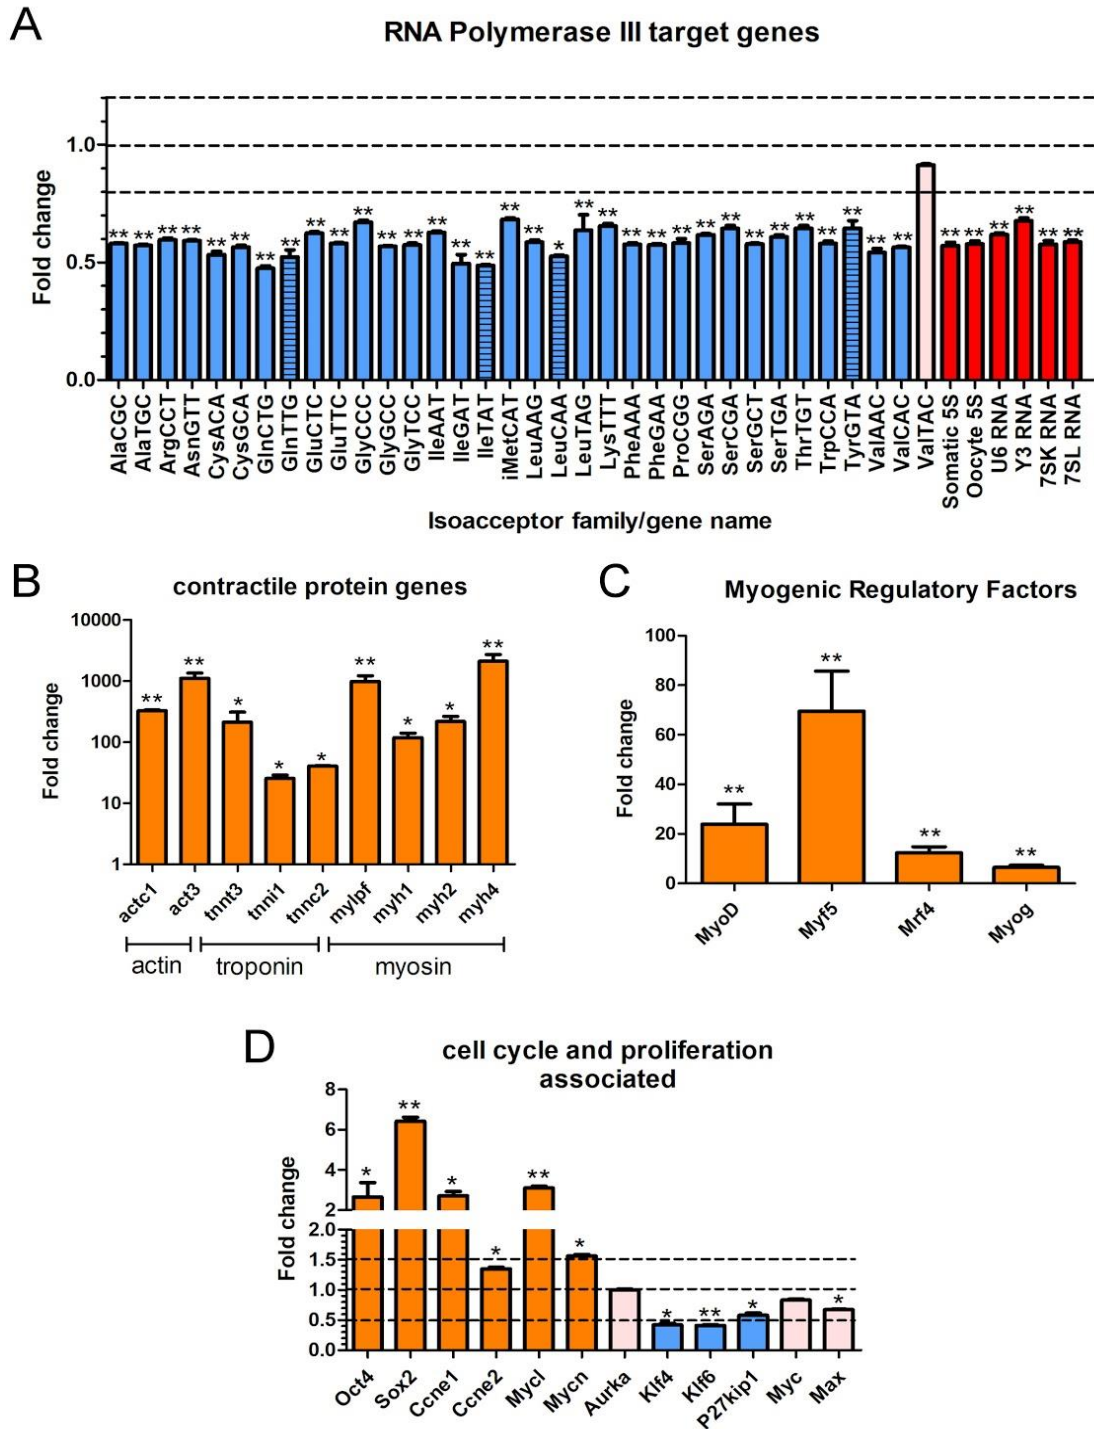 A
RNA Polymerase III target genes
1.0
0.5
0.0
Fold change
** ** ** ** ** ** ** ** ** ** ** ** ** ** ** ** ** ** * ** ** ** ** ** ** ** ** ** ** ** ** ** ** ** ** ** ** ** **
AlaCGC
AlaTGC
ArgCCT
AsnGTT
CysACA
CysGCA
GlnCTG
GlnTTG
GluCTC
GluTTC
GlyCCC
GlyGCC
GlyTCC
IleAAT
IleGAT
IleTAT
iMetCAT
LeuAAG
LeuCAA
LeuTAG
LysTTT
PheAAA
PheGAA
ProCGG
SerAGA
SerCGA
SerGCT
SerTGA
ThrTGT
TrpCCA
TyrGTA
ValAAC
ValCAC
ValTAC
Somatic 5S
Oocyte 5S
U6 RNA
Y3 RNA
7SK RNA
7SL RNA
Isoacceptor family/gene name
B
contractile protein genes
10000
1000
100
10
1
Fold change
** ** * * * ** * * **
actc1
act3
tnnt3
tnni1
tnnc2
mylpf
myh1
myh2
myh4
actin
troponin
myosin
C
Myogenic Regulatory Factors
100
80
60
40
20
0
Fold change
** ** ** **
MyoD
Myf5
Mrf4
Myog
D
cell cycle and proliferation
associated
8
6
4
2
2.0
1.5
1.0
0.5
0.0
Fold change
* ** * * ** * * ** * *
Oct4
Sox2
Ccne1
Ccne2
Mycl
Mycn
Aurka
Klf4
Klf6
P27kip1
Myc
Max